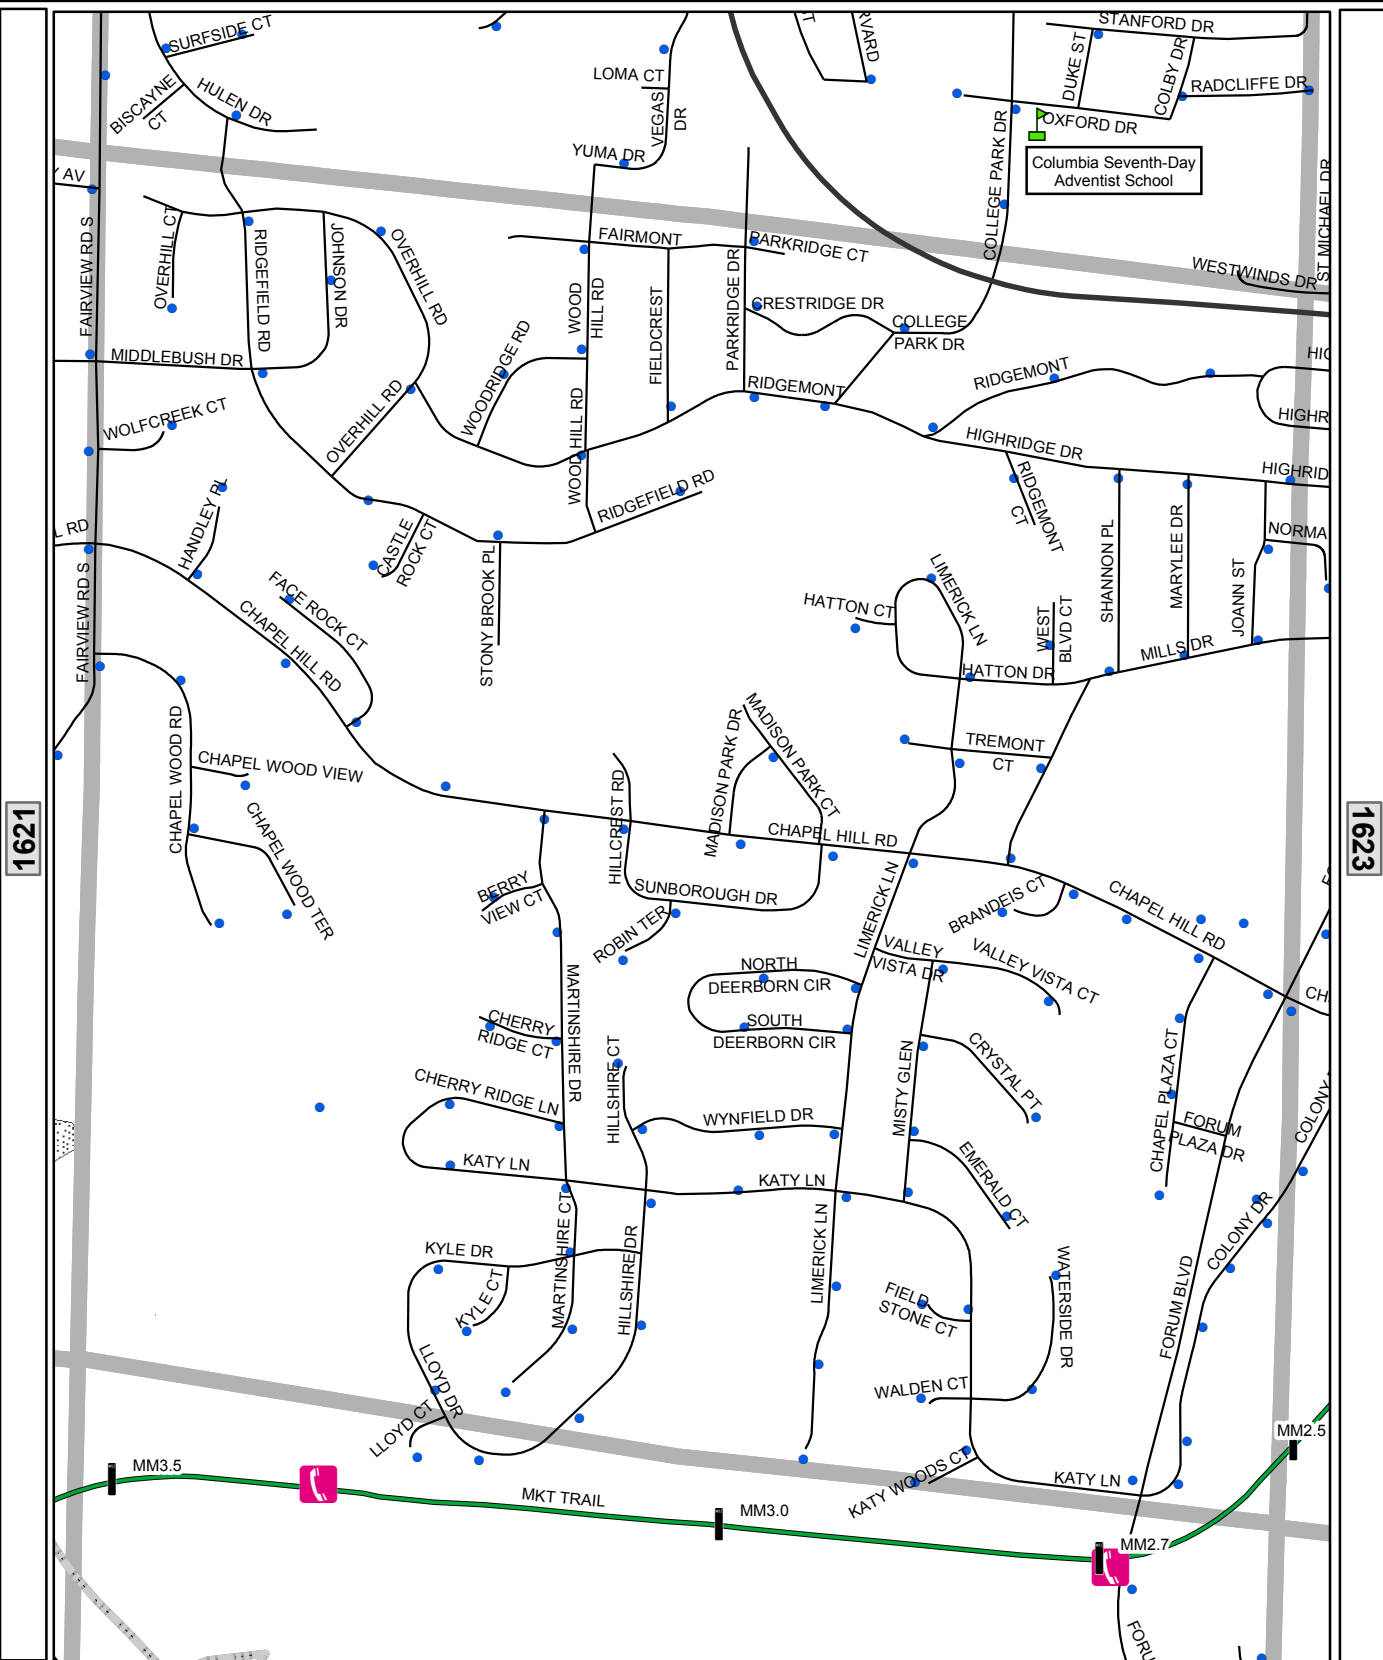 SURFSIDE CT
BISCAYNE
CT
HULEN DR
LOMA CT
VEGAS
DR
YUMA DR
STANFORD DR
DUKE ST
COLBY DR
RADCLIFFE DR
OXFORD DR
COLLEGE PARK DR
Columbia Seventh-Day
Adventist School
ST MICHAEL DR
WESTWINDS DR
FAIRVIEW RD S
OVERHILL CT
RIDGEFIELD RD
JOHNSON DR
OVERHILL RD
MIDDLEBUSH DR
WOLFCREEK CT
OVERHILL RD
WOODRIDGE RD
FAIRMONT
WOOD
HILL RD
FIELDCREST
PARKRIDGE DR
PARKRIDGE CT
CRESTRIDGE DR
COLLEGE
PARK DR
RIDGEMONT
RIDGEMONT
HIGHRIDGE DR
WOOD HILL RD
RIDGEFIELD RD
RIDGEMONT
CT
SHANNON PL
MARYLEE DR
JOANN ST
HANDLEY PL
CASTLE
ROCK CT
STONY BROOK PL
FACE ROCK CT
CHAPEL HILL RD
FAIRVIEW RD S
HATTON CT
LIMERICK LN
HATTON DR
WEST
BLVD CT
MILLS DR
TREMONT
CT
CHAPEL WOOD RD
CHAPEL WOOD VIEW
CHAPEL WOOD TER
HILLCREST RD
MADISON PARK DR
MADISON PARK CT
CHAPEL HILL RD
SUNBOROUGH DR
ROBIN TER
BERRY
VIEW CT
LIMERICK LN
BRANDEIS CT
CHAPEL HILL RD
VALLEY
VISTA DR
VALLEY VISTA CT
NORTH
DEERBORN CIR
SOUTH
DEERBORN CIR
MARTINSHIRE DR
CHERRY
RIDGE CT
CHERRY RIDGE LN
HILLSHIRE CT
WYNFIELD DR
MISTY GLEN
CRYSTAL PT
EMERALD CT
CHAPEL PLAZA CT
FORUM
PLAZA DR
COLONY DR
FORUM BLVD
KATY LN
KATY LN
KYLE DR
KYLE CT
MARTINSHIRE CT
HILLSHIRE DR
LIMERICK LN
FIELD
STONE CT
WATERSIDE DR
WALDEN CT
LLOYD DR
LLOYD CT
KATY WOODS CT
KATY LN
MM3.5
MKT TRAIL
MM3.0
MM2.7
MM2.5
1621
1623